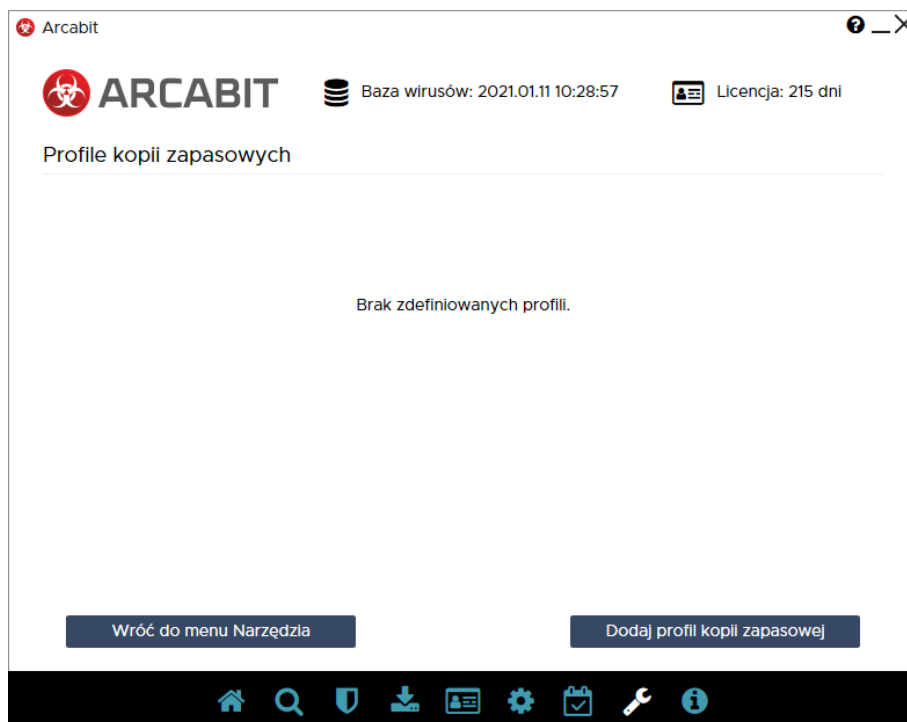 Arcabit
ARCABIT
Baza wirusów: 2021.01.11 10:28:57
Licencja: 215 dni
Profile kopii zapasowych
Brak zdefiniowanych profili.
Wróć do menu Narzędzia
Dodaj profil kopii zapasowej